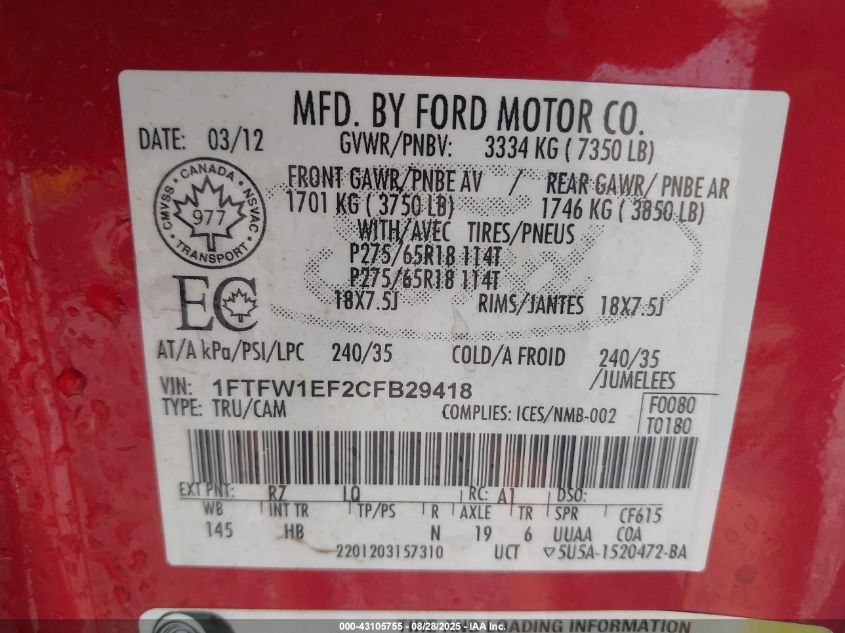 MFD. BY FORD MOTOR CO.
DATE: 03/12
GVWR/PNBV: 3334 KG ( 7350 LB)
FRONT GAWR/PNBE AV / REAR GAWR/ PNBE AR
1701 KG ( 3750 LB) 1746 KG ( 3850 LB)
WITH/AVEC TIRES/PNEUS
P275/65R18 114T
P275/65R18 114T
18X7.5J RIMS/JANTES 18X7.5J
CMVSS · CANADA · NSVAC
977
TRANSPORT
EC
AT/A kPa/PSI/LPC 240/35 COLD/A FROID 240/35
/JUMELEES
VIN: 1FTFW1EF2CFB29418
TYPE: TRU/CAM COMPLIES: ICES/NMB-002
F0080
T0180
EXT PNT: RZ LQ RC: A1 DSO:
WB INT TR TP/PS R AXLE TR SPR CF615
145 HB N 19 6 UUAA COA
2201203157310 UCT ▽5U5A-1520472-BA
LOADING INFORMATION
000-43105755 - 08/28/2025 - IAA Inc.